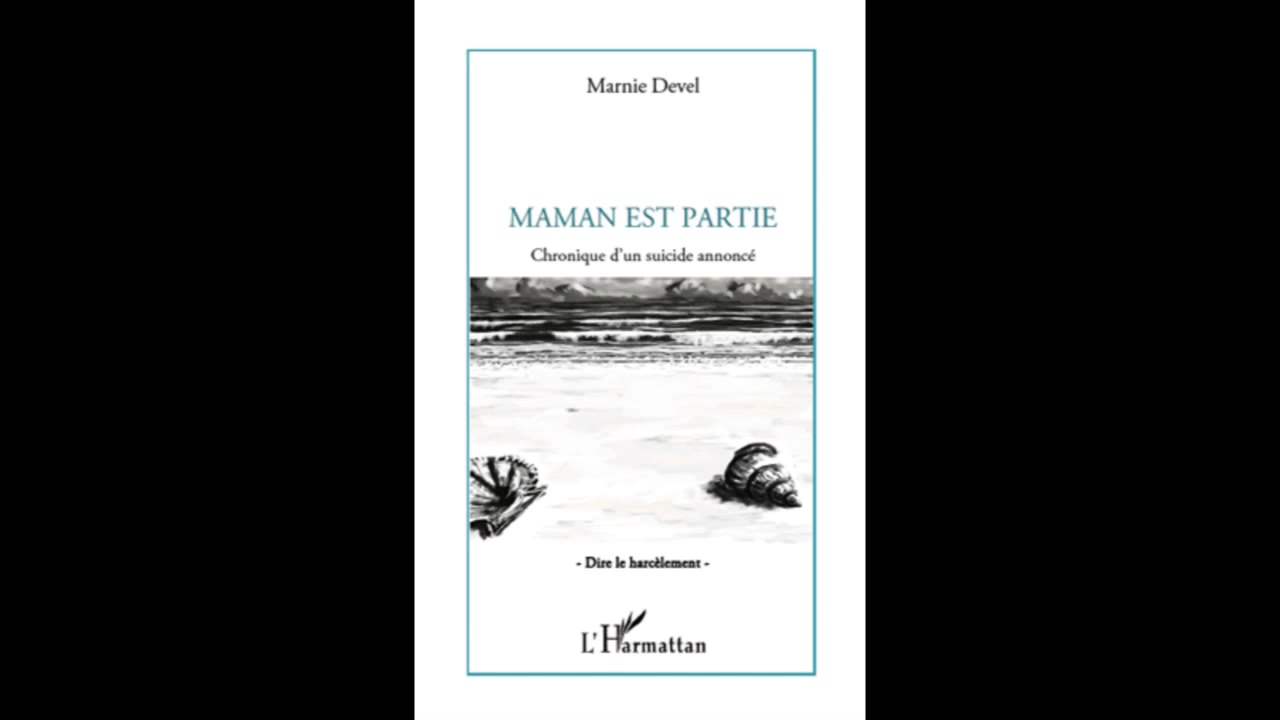 Marnie Devel
MAMAN EST PARTIE
Chronique d'un suicide annoncé
- Dire le harcèlement -
L'Harmattan